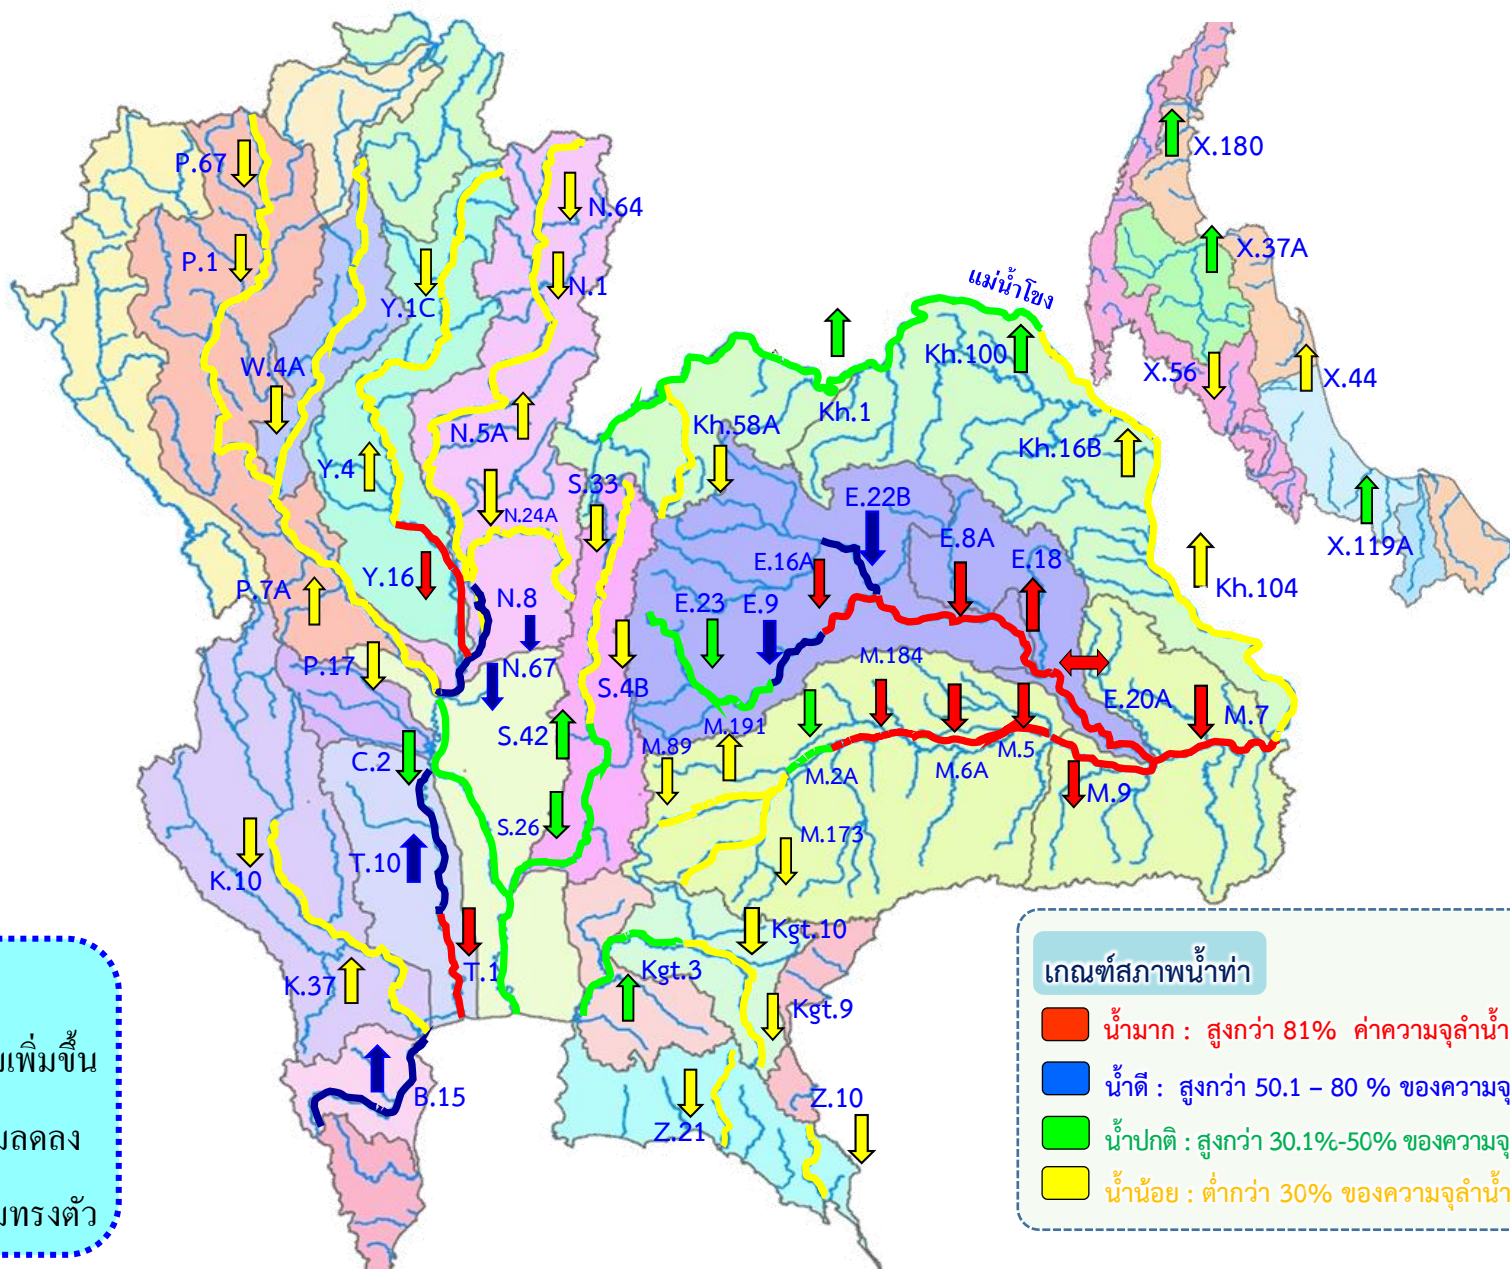 P.67
N.64
P.1
N.1
Y.1C
แม่น้ำโขง
X.180
X.37A
W.4A
Kh.100
X.56
X.44
Kh.1
N.5A
Kh.58A
Kh.16B
Y.4
S.33
E.22B
N.24A
E.8A
X.119A
E.16A
E.18
Y.16
P.7A
N.8
E.23
E.9
Kh.104
P.17
N.67
M.184
S.4B
E.20A
M.7
S.42
M.191
M.89
C.2
M.5
M.2A
M.6A
M.9
S.26
M.173
T.10
K.10
Kgt.10
T.1
Kgt.3
K.37
Kgt.9
B.15
Z.10
Z.21
เพิ่มขึ้น
ลดลง
ทรงตัว
เกณฑ์สภาพน้ำท่า
น้ำมาก : สูงกว่า 81% ค่าความจุลำน้ำ
น้ำดี : สูงกว่า 50.1 – 80 % ของความจุ
น้ำปกติ : สูงกว่า 30.1%-50% ของความจุ
น้ำน้อย : ต่ำกว่า 30% ของความจุลำน้ำ